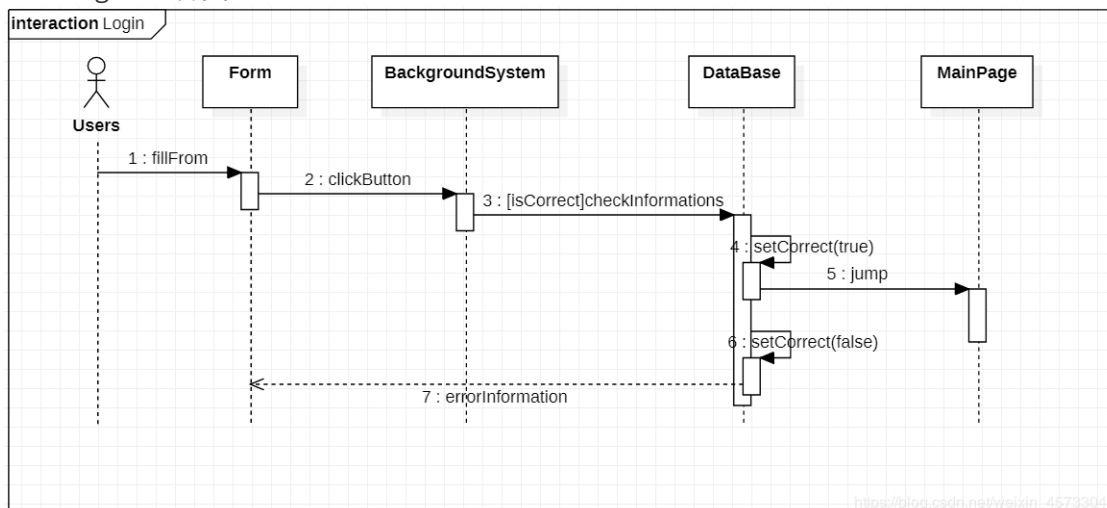 interaction Login
Users
Form
BackgroundSystem
DataBase
MainPage
1 : fillFrom
2 : clickButton
3 : [isCorrect]checkInformations
4 : setCorrect(true)
5 : jump
6 : setCorrect(false)
7 : errorInformation
https://blog.csdn.net/weixin_4573304